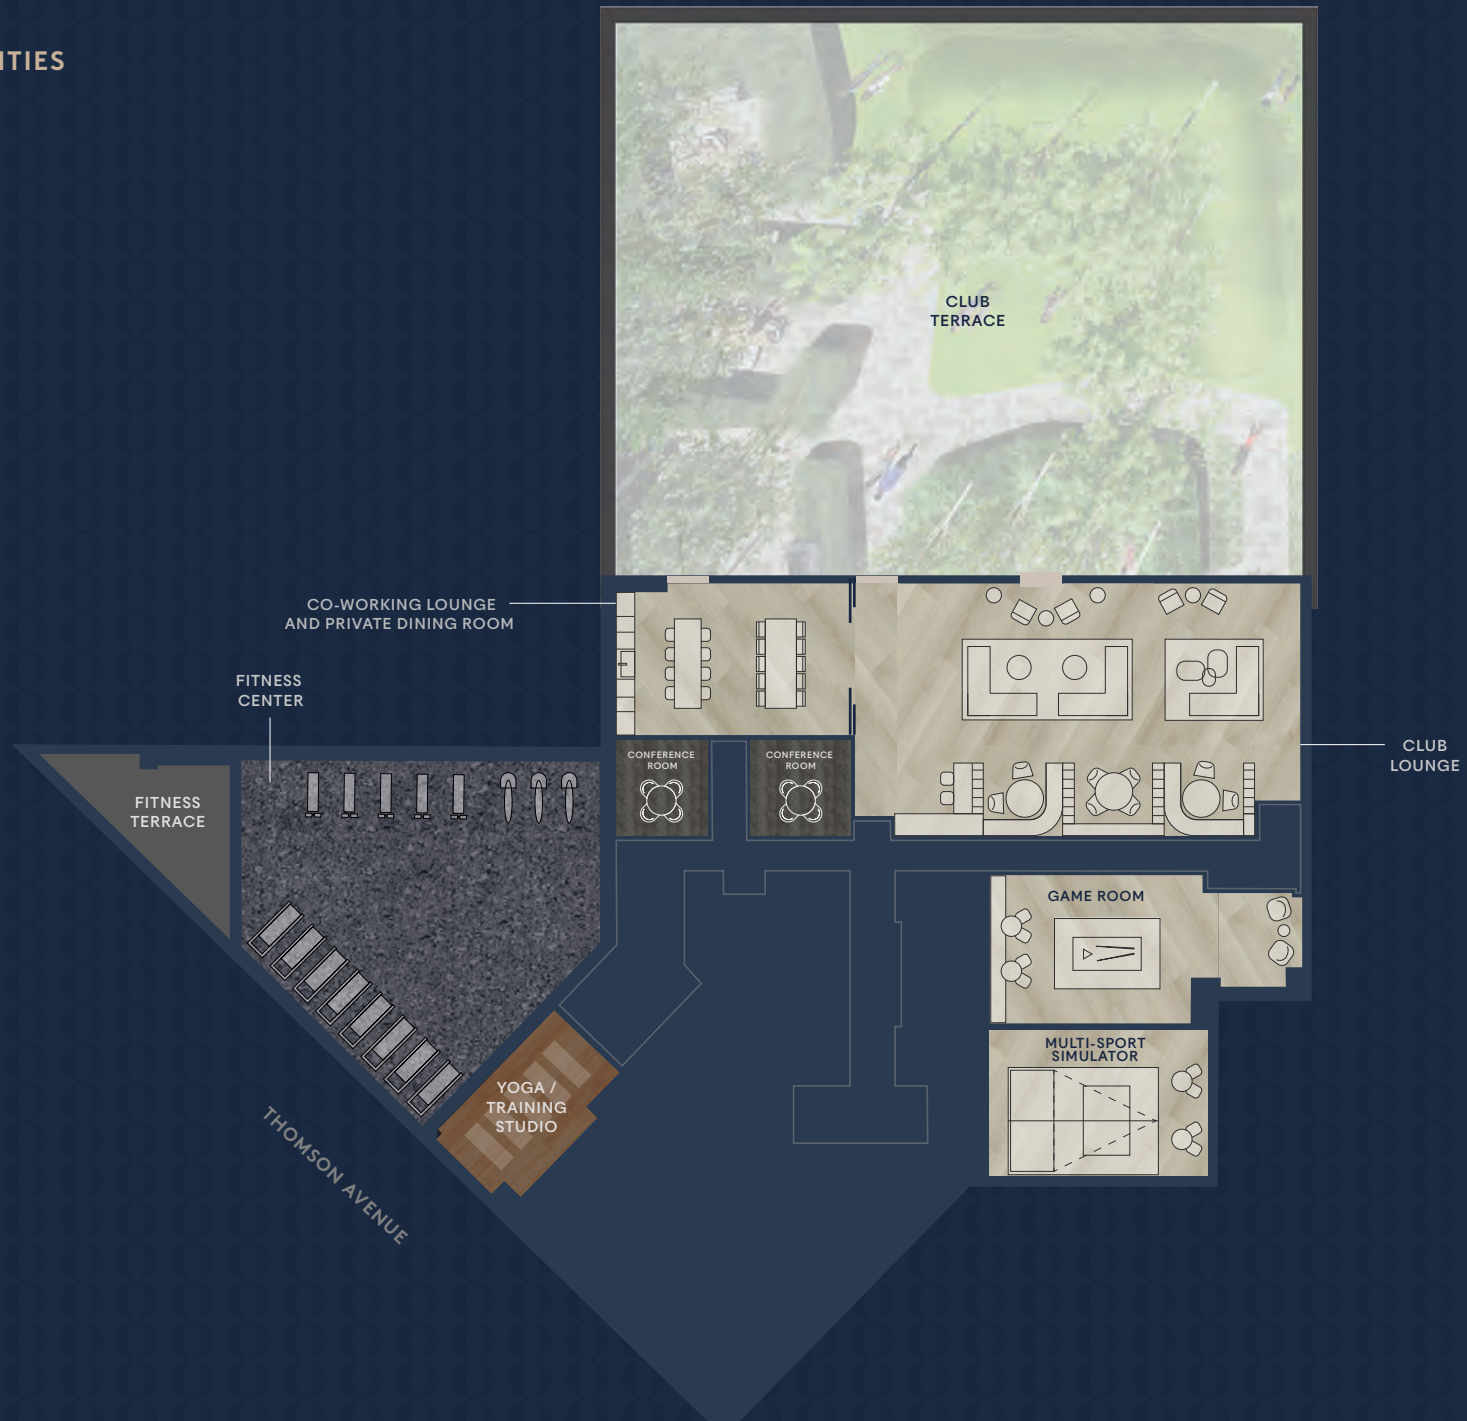 ITIES
CLUB
TERRACE
CO-WORKING LOUNGE
AND PRIVATE DINING ROOM
FITNESS
CENTER
CLUB
LOUNGE
CONFERENCE
ROOM
CONFERENCE
ROOM
FITNESS
TERRACE
GAME ROOM
MULTI-SPORT
SIMULATOR
YOGA /
TRAINING
STUDIO
THOMSON AVENUE